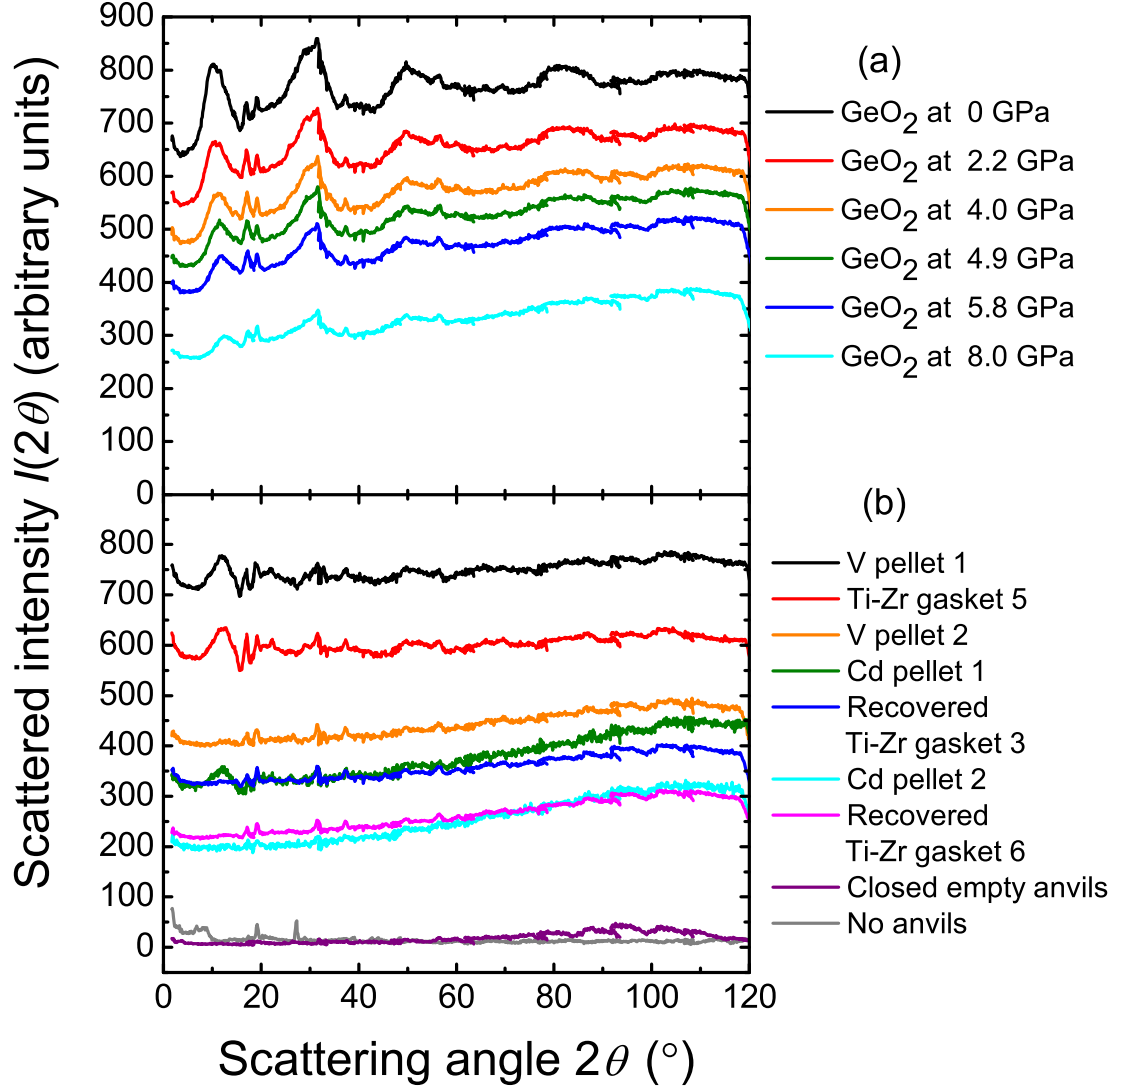 Scattered intensity I(2θ) (arbitrary units)
900
800
700
600
500
400
300
200
100
0
(a)
GeO2 at 0 GPa
GeO2 at 2.2 GPa
GeO2 at 4.0 GPa
GeO2 at 4.9 GPa
GeO2 at 5.8 GPa
GeO2 at 8.0 GPa
800
700
600
500
400
300
200
100
0
(b)
V pellet 1
Ti-Zr gasket 5
V pellet 2
Cd pellet 1
Recovered
Ti-Zr gasket 3
Cd pellet 2
Recovered
Ti-Zr gasket 6
Closed empty anvils
No anvils
0 20 40 60 80 100 120
Scattering angle 2θ (°)